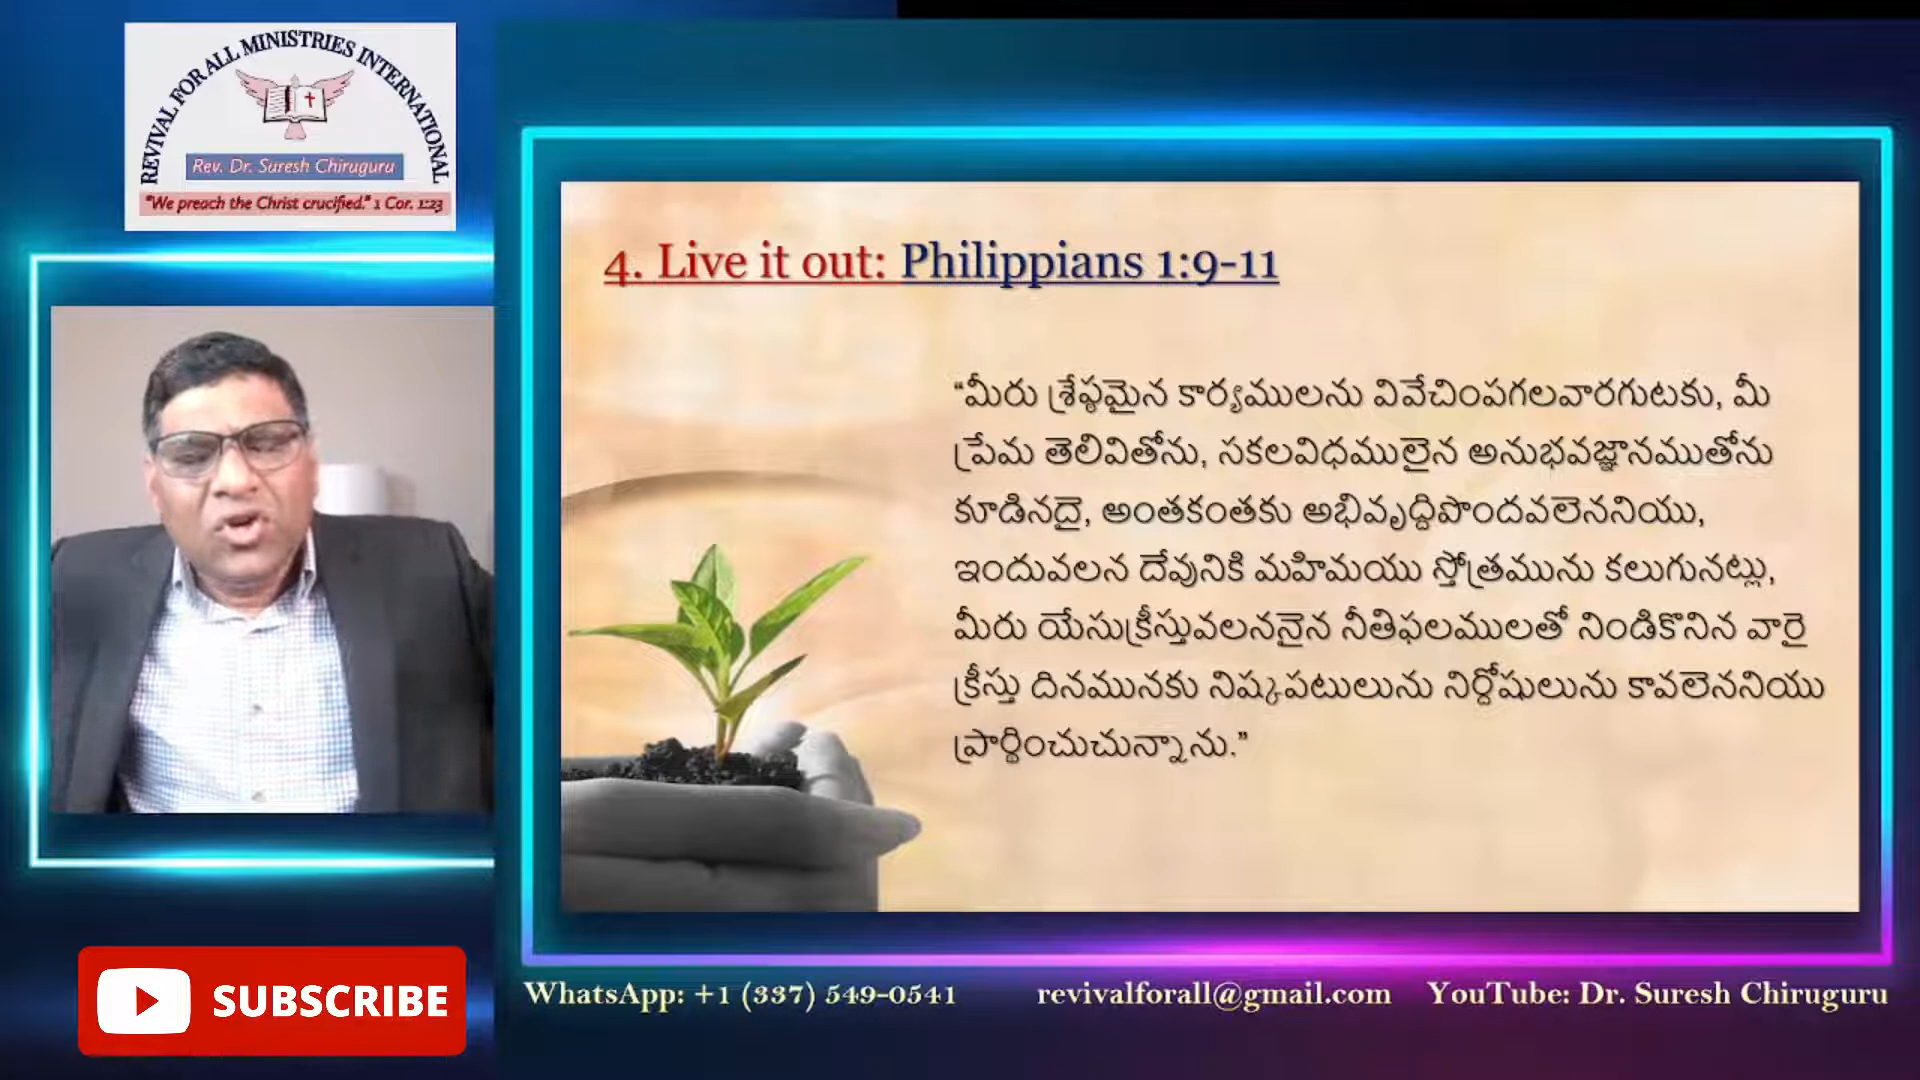 REVIVAL FOR ALL MINISTRIES INTERNATIONAL
Rev. Dr. Suresh Chiruguru
"We preach the Christ crucified." 1 Cor. 1:23
4. Live it out: Philippians 1:9-11
“మీరు శ్రేష్ఠమైన కార్యములను వివేచింపగలవారగుటకు, మీ
ప్రేమ తెలివితోను, సకలవిధములైన అనుభవజ్ఞానముతోను
కూడినదై, అంతకంతకు అభివృద్ధిపొందవలెననియు,
ఇందువలన దేవునికి మహిమయు స్తోత్రమును కలుగునట్లు,
మీరు యేసుక్రీస్తువలననైన నీతిఫలములతో నిండికొనిన వారై
క్రీస్తు దినమునకు నిష్కపటులును నిర్దోషులును కావలెననియు
ప్రార్థించుచున్నాను.”
SUBSCRIBE
WhatsApp: +1 (337) 549-0541 revivalforall@gmail.com YouTube: Dr. Suresh Chiruguru